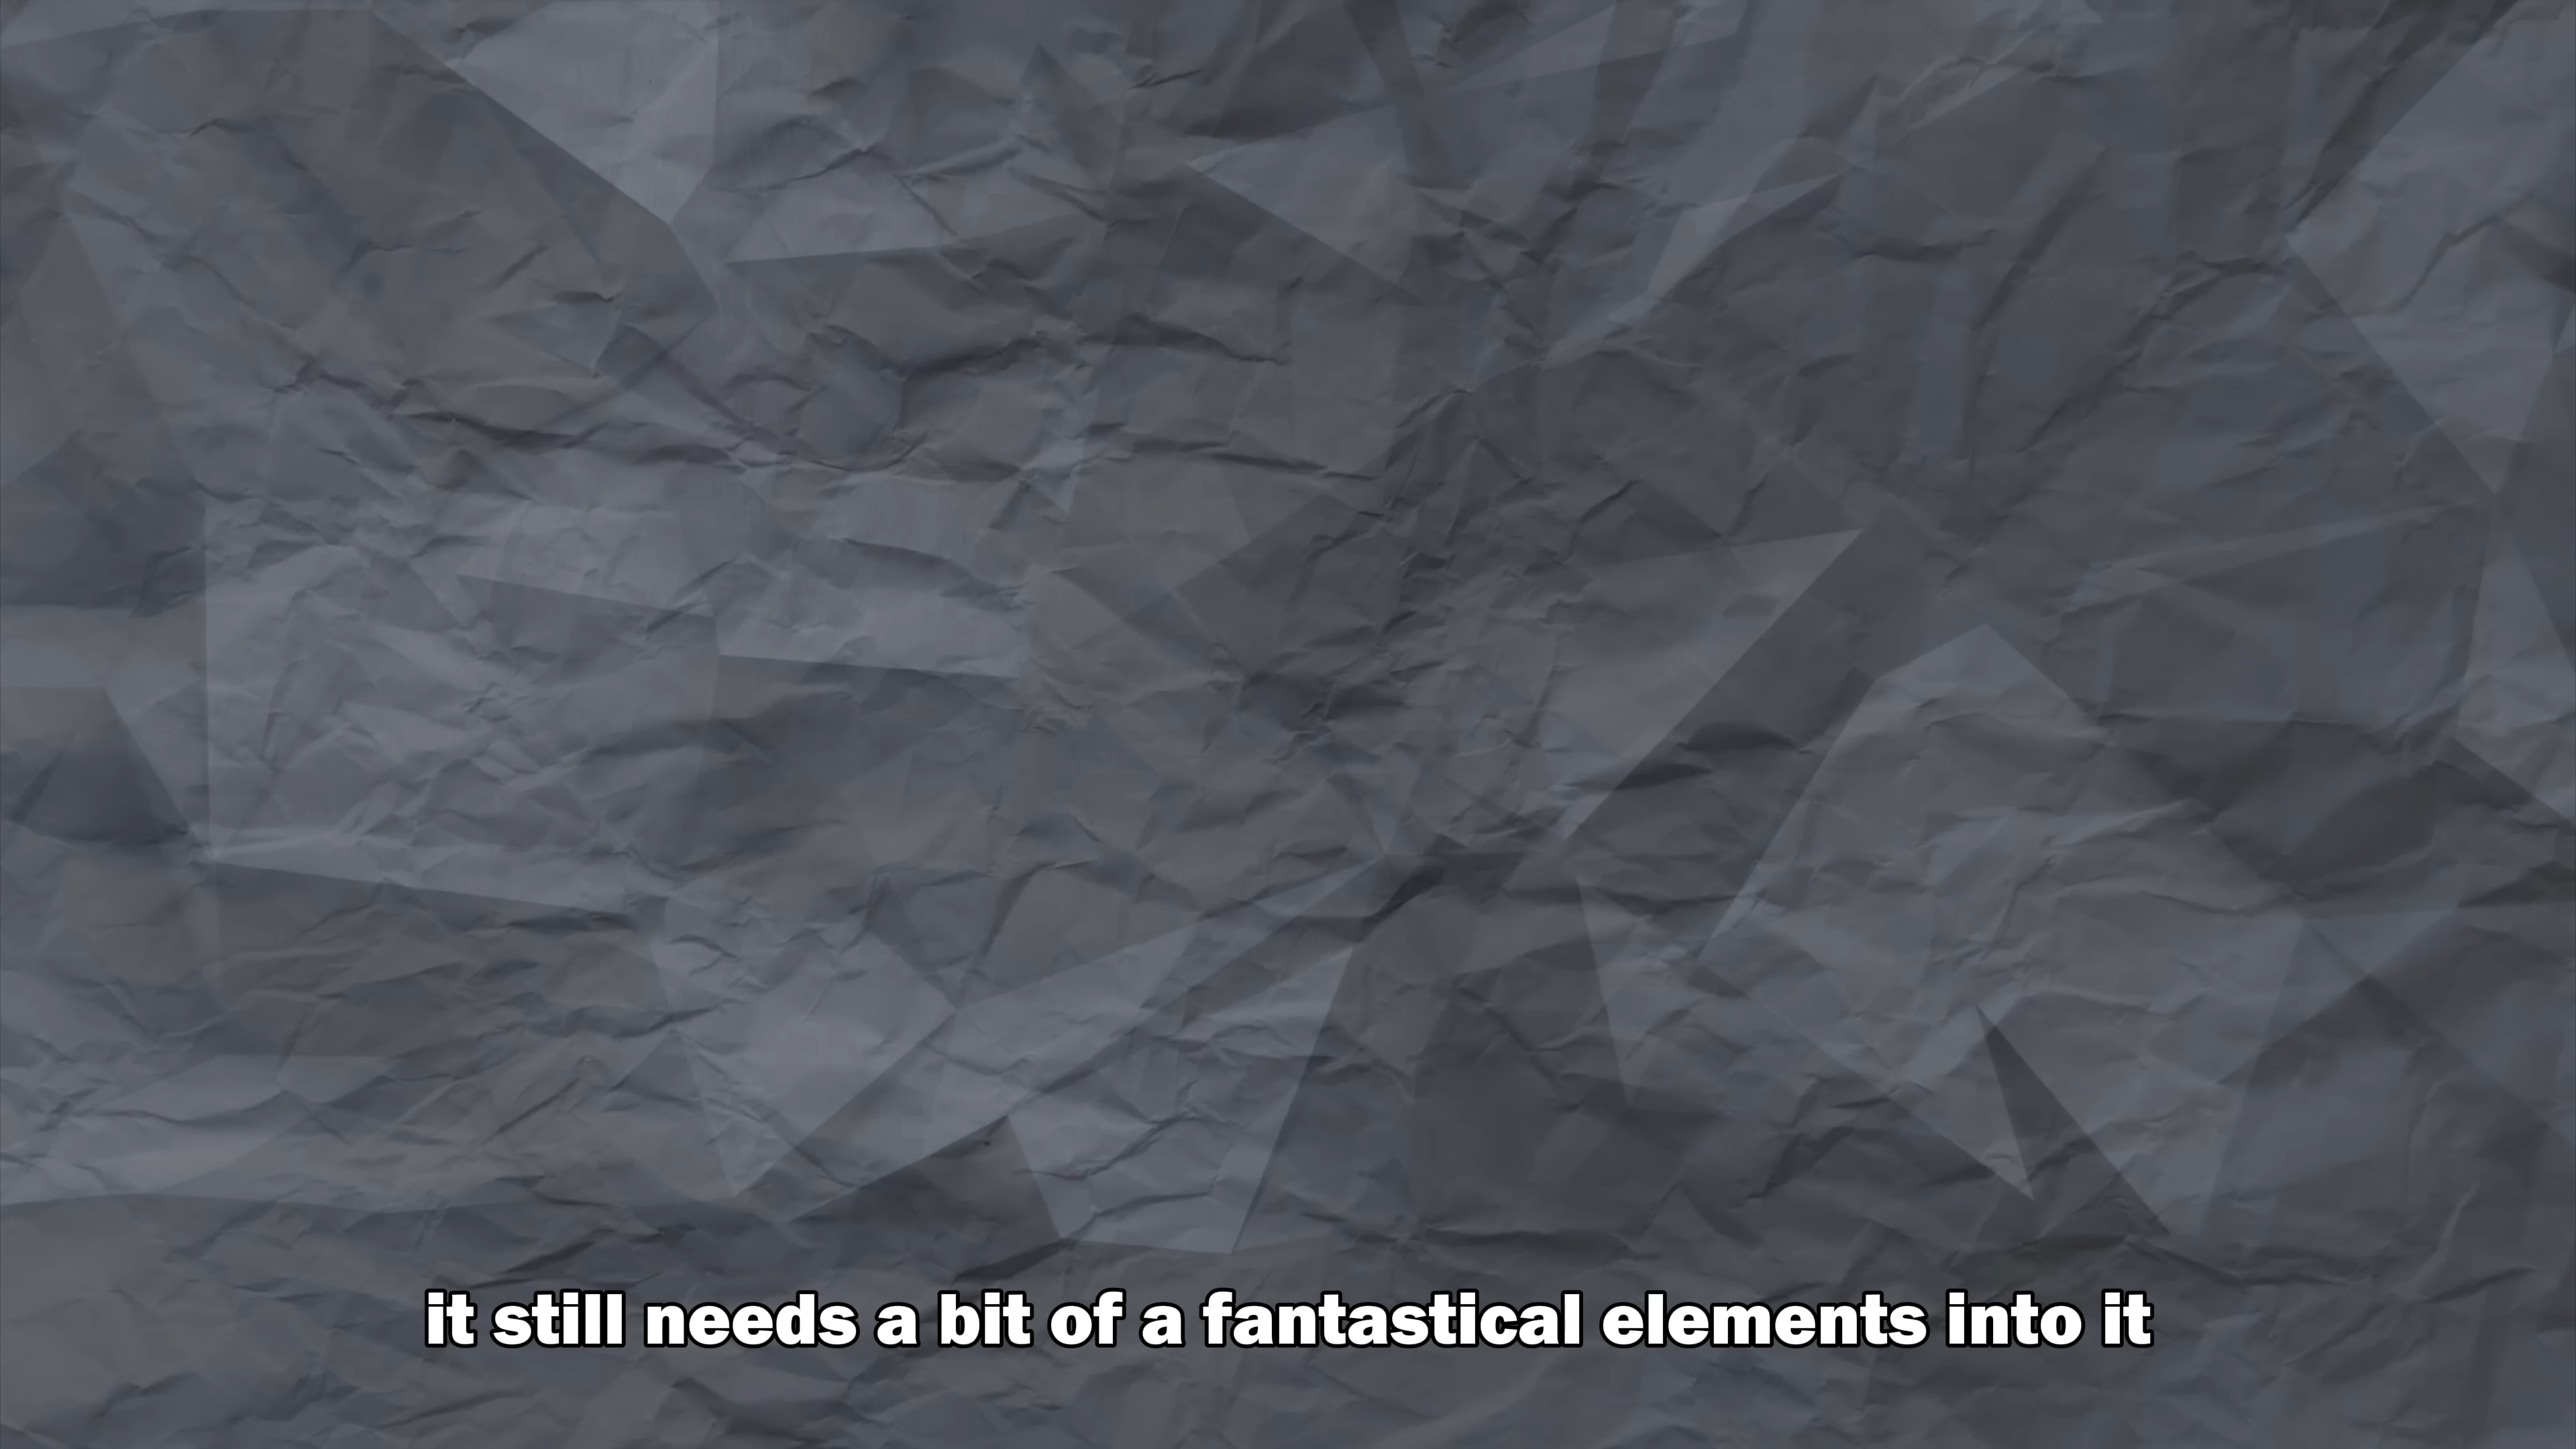 it still needs a bit of a fantastical elements into it